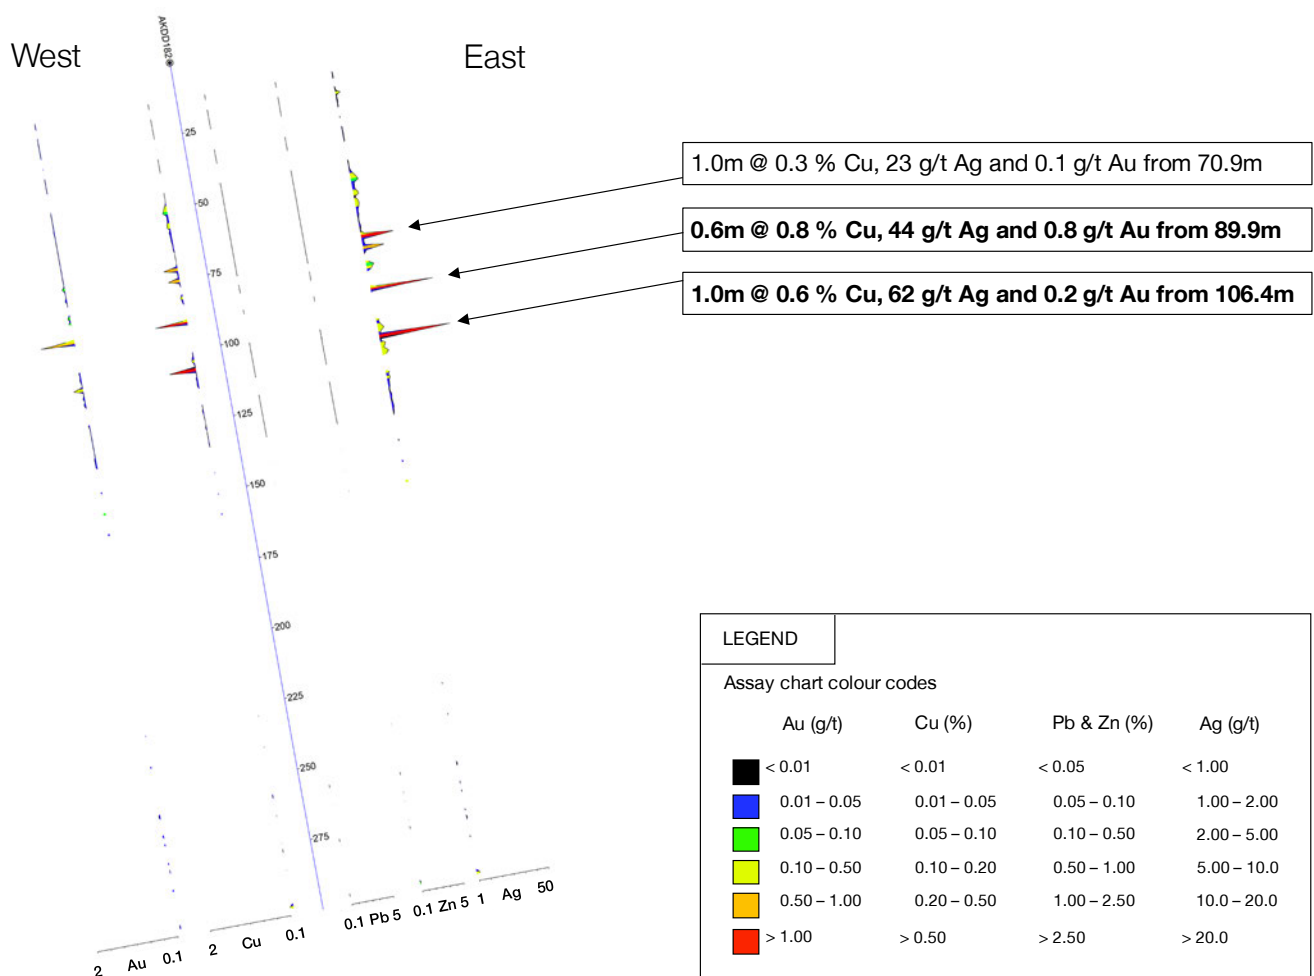 AKDD182
West
East
25
50
75
100
125
150
175
200
225
250
275
1.0m @ 0.3 % Cu, 23 g/t Ag and 0.1 g/t Au from 70.9m
0.6m @ 0.8 % Cu, 44 g/t Ag and 0.8 g/t Au from 89.9m
1.0m @ 0.6 % Cu, 62 g/t Ag and 0.2 g/t Au from 106.4m
2 Au 0.1
2 Cu 0.1
0.1 Pb 5
0.1 Zn 5
1 Ag 50
LEGEND
Assay chart colour codes
Au (g/t) Cu (%) Pb & Zn (%) Ag (g/t)
< 0.01 < 0.01 < 0.05 < 1.00
0.01 – 0.05 0.01 – 0.05 0.05 – 0.10 1.00 – 2.00
0.05 – 0.10 0.05 – 0.10 0.10 – 0.50 2.00 – 5.00
0.10 – 0.50 0.10 – 0.20 0.50 – 1.00 5.00 – 10.0
0.50 – 1.00 0.20 – 0.50 1.00 – 2.50 10.0 – 20.0
> 1.00 > 0.50 > 2.50 > 20.0